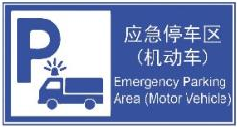 P
应急停车区
(机动车)
Emergency Parking
Area (Motor Vehicle)